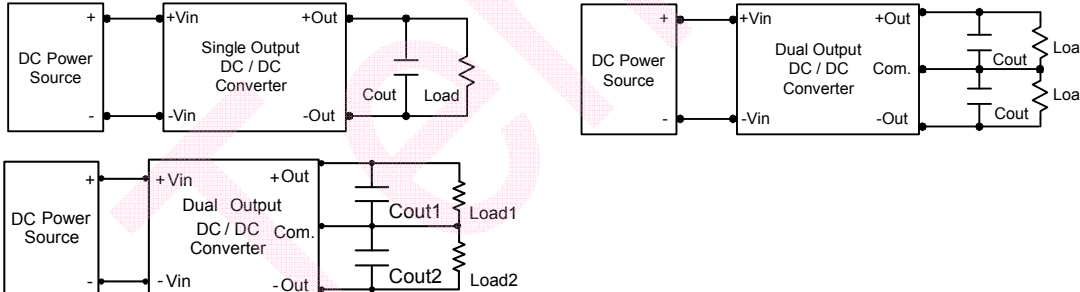 +
+Vin
+Out
DC Power
Source
Single Output
DC / DC
Converter
Cout
Load
-
-Vin
-Out
+
+Vin
+Out
DC Power
Source
Dual Output
DC / DC
Converter
Com.
Cout
Loa
Cout
Loa
-
-Vin
-Out
+
+Vin
+Out
DC Power
Source
Dual Output
DC / DC
Converter
Com.
Cout1
Load1
Cout2
Load2
-
-Vin
-Out